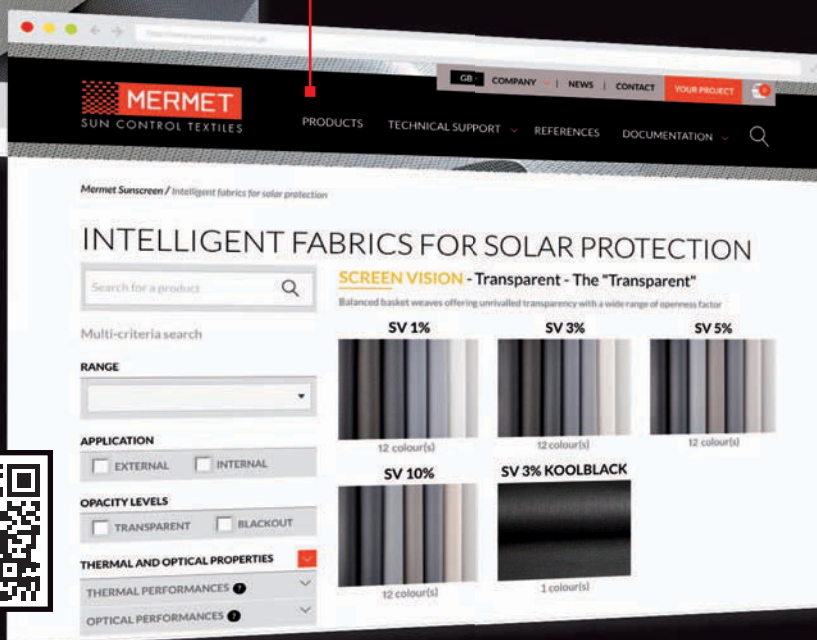 GB
COMPANY
NEWS
CONTACT
YOUR PROJECT
0
MERMET
SUN CONTROL TEXTILES
PRODUCTS
TECHNICAL SUPPORT
REFERENCES
DOCUMENTATION
Mermet Sunscreen / Intelligent fabrics for solar protection
INTELLIGENT FABRICS FOR SOLAR PROTECTION
Search for a product
Multi-criteria search
RANGE
APPLICATION
EXTERNAL
INTERNAL
OPACITY LEVELS
TRANSPARENT
BLACKOUT
THERMAL AND OPTICAL PROPERTIES
THERMAL PERFORMANCES ?
OPTICAL PERFORMANCES ?
SCREEN VISION - Transparent - The "Transparent"
Balanced basket weaves offering unrivalled transparency with a wide range of openness factor
SV 1%
12 colour(s)
SV 3%
12 colour(s)
SV 5%
12 colour(s)
SV 10%
12 colour(s)
SV 3% KOOLBLACK
1 colour(s)